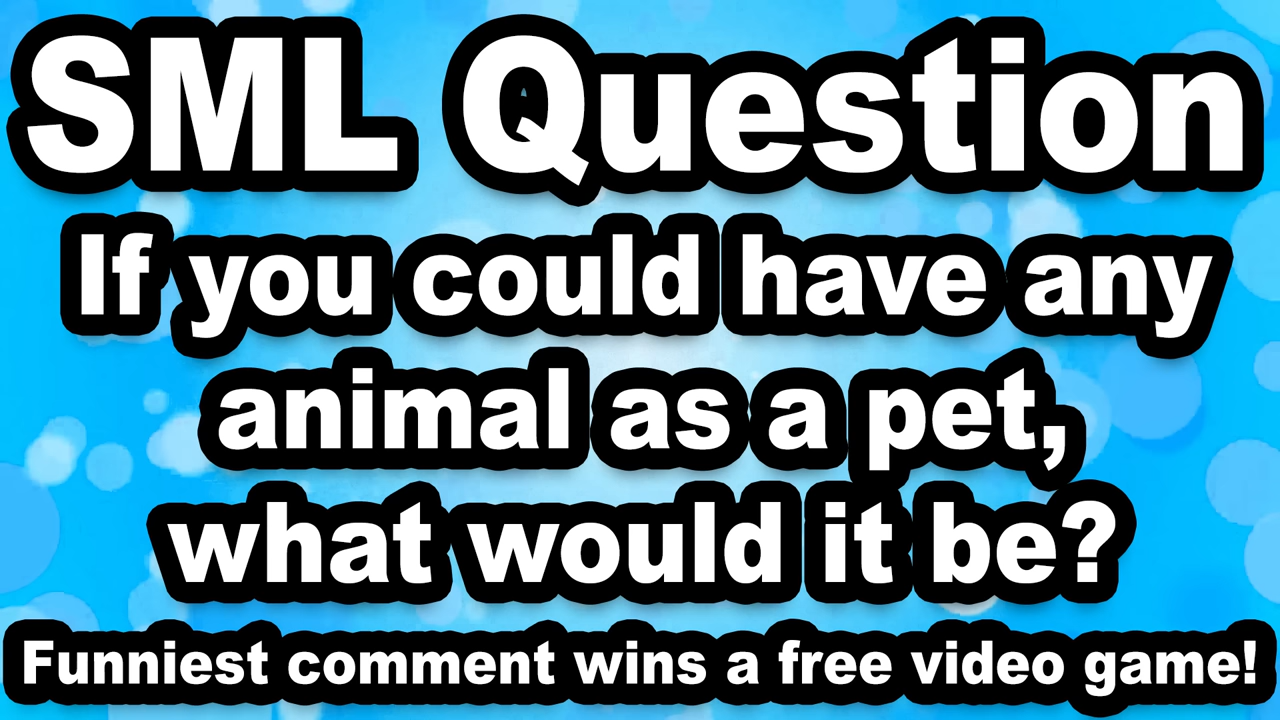 SML Question
If you could have any
animal as a pet,
what would it be?
Funniest comment wins a free video game!